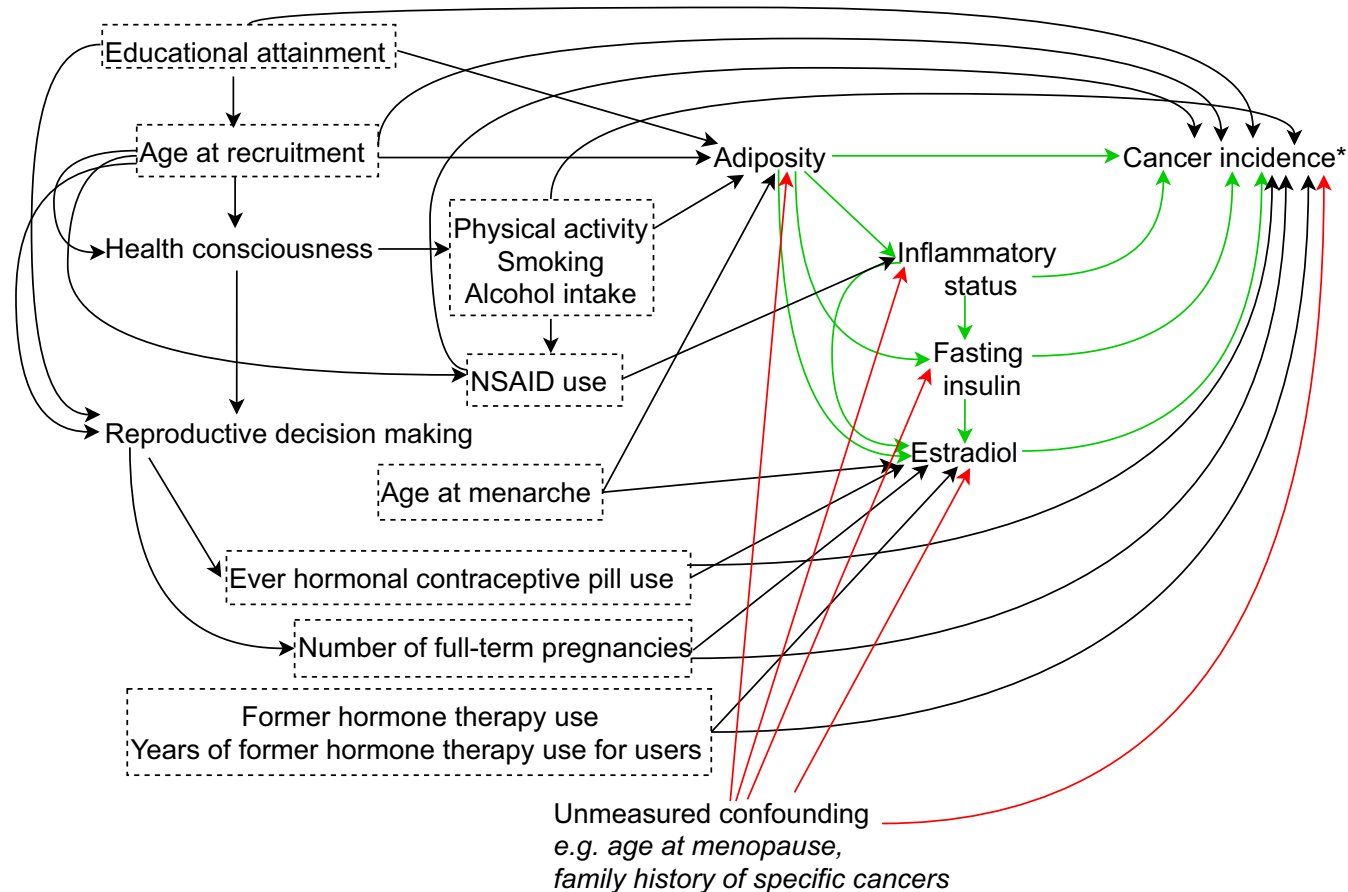 Educational attainment
Age at recruitment
Adiposity
Cancer incidence*
Health consciousness
Physical activity
Smoking
Alcohol intake
Inflammatory
status
NSAID use
Fasting
insulin
Reproductive decision making
Estradiol
Age at menarche
Ever hormonal contraceptive pill use
Number of full-term pregnancies
Former hormone therapy use
Years of former hormone therapy use for users
Unmeasured confounding
e.g. age at menopause,
family history of specific cancers